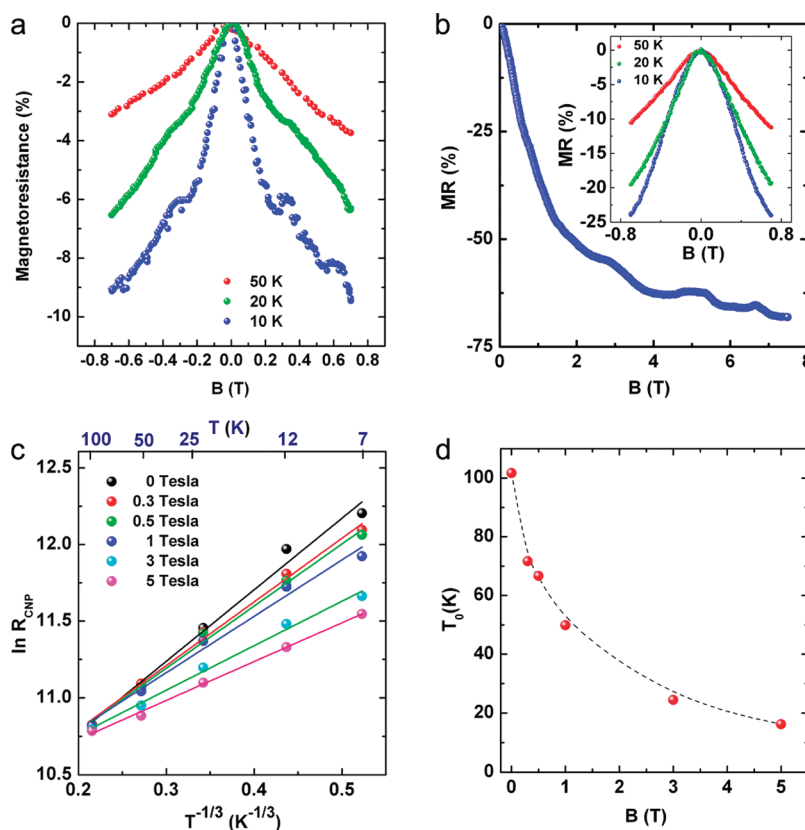 a
Magnetoresistance (%)
0
-2
-4
-6
-8
-10
50 K
20 K
10 K
-0.8 -0.6 -0.4 -0.2 0.0 0.2 0.4 0.6 0.8
B (T)
b
MR (%)
0
-25
-50
-75
0 2 4 6 8
B (T)
50 K
20 K
10 K
MR (%)
0
-5
-10
-15
-20
-25
-0.8 0.0 0.8
B (T)
c
T (K)
100 50 25 12 7
ln R_CNP
12.5
12.0
11.5
11.0
10.5
0 Tesla
0.3 Tesla
0.5 Tesla
1 Tesla
3 Tesla
5 Tesla
0.2 0.3 0.4 0.5
T^-1/3 (K^-1/3)
d
T_0(K)
100
80
60
40
20
0
0 1 2 3 4 5
B (T)